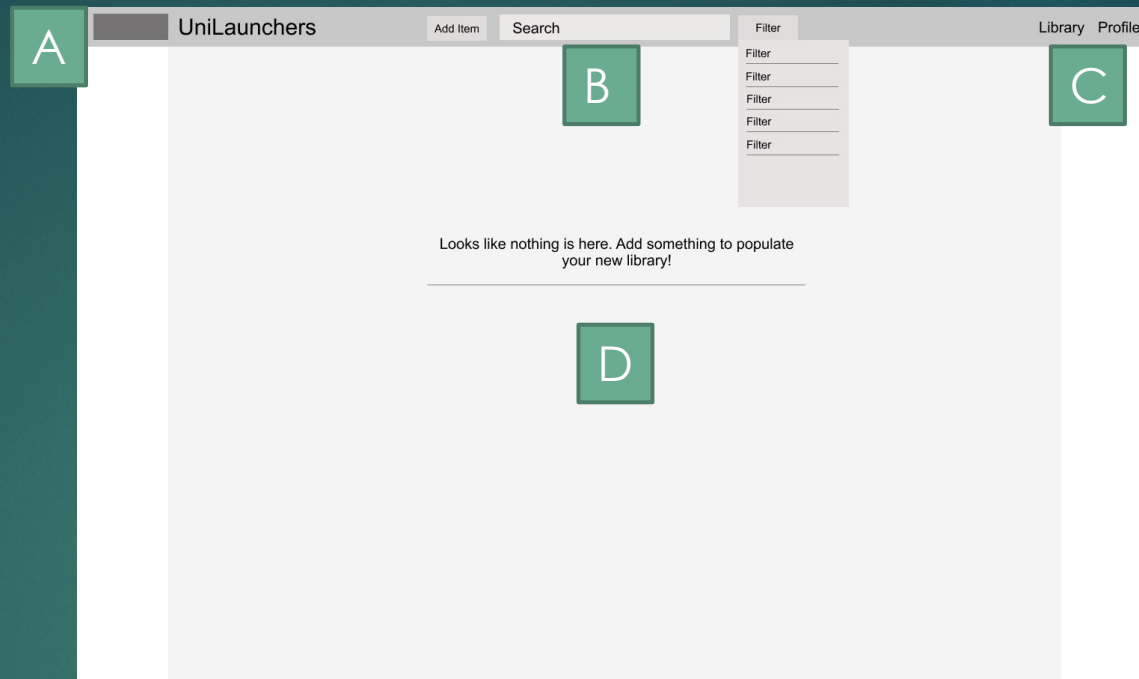 A
UniLaunchers
Add Item
Search
Filter
Library Profile
B
C
Filter
Filter
Filter
Filter
Filter
Looks like nothing is here. Add something to populate
your new library!
D